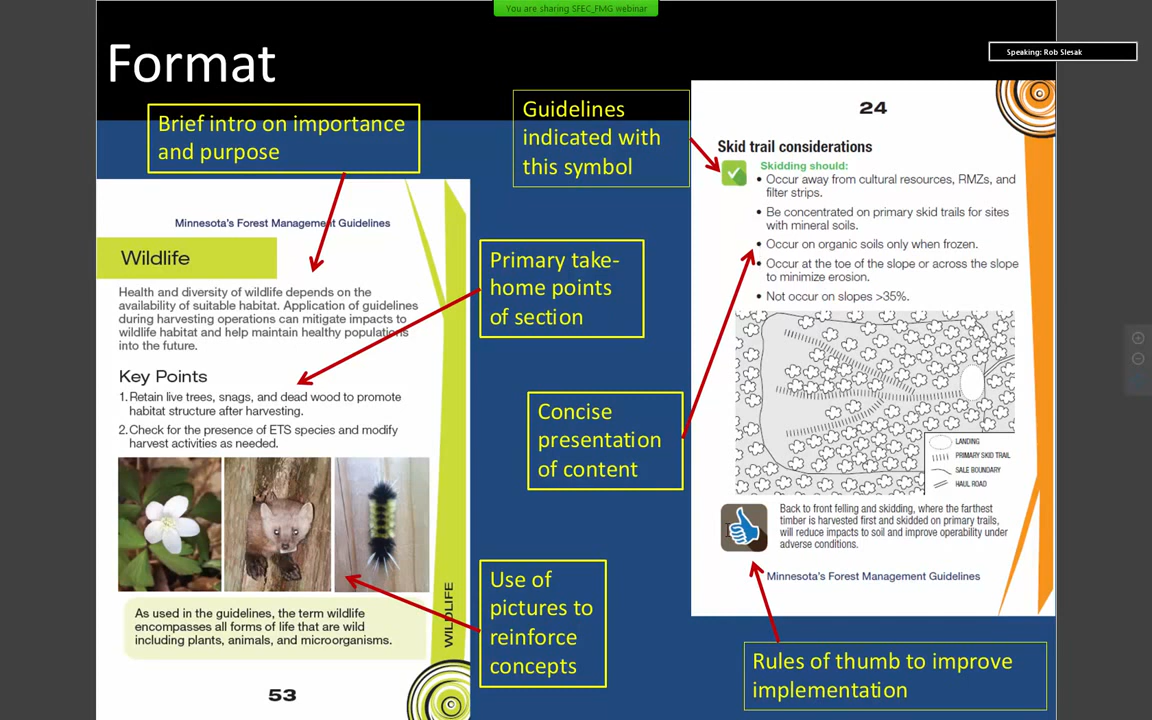 You are sharing SFEC_FMG webinar
Speaking: Rob Slesak
Format
Brief intro on importance
and purpose
Guidelines
indicated with
this symbol
Primary take-
home points
of section
Concise
presentation
of content
Use of
pictures to
reinforce
concepts
Rules of thumb to improve
implementation
Minnesota's Forest Management Guidelines
Wildlife
Health and diversity of wildlife depends on the
availability of suitable habitat. Application of guidelines
during harvesting operations can mitigate impacts to
wildlife habitat and help maintain healthy populations
into the future.
Key Points
1. Retain live trees, snags, and dead wood to promote
habitat structure after harvesting.
2. Check for the presence of ETS species and modify
harvest activities as needed.
As used in the guidelines, the term wildlife
encompasses all forms of life that are wild
including plants, animals, and microorganisms.
WILDLIFE
53
24
Skid trail considerations
Skidding should:
• Occur away from cultural resources, RMZs, and
filter strips.
• Be concentrated on primary skid trails for sites
with mineral soils.
• Occur on organic soils only when frozen.
• Occur at the toe of the slope or across the slope
to minimize erosion.
• Not occur on slopes >35%.
LANDING
PRIMARY SKID TRAIL
SALE BOUNDARY
HAUL ROAD
Back to front felling and skidding, where the farthest
timber is harvested first and skidded on primary trails,
will reduce impacts to soil and improve operability under
adverse conditions.
Minnesota's Forest Management Guidelines